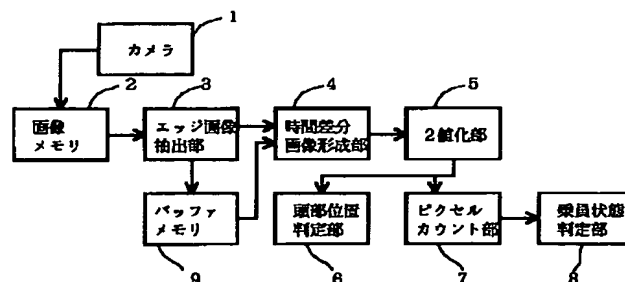 1
カメラ
2
3
4
5
画像
メモリ
エッジ画像
抽出部
時間差分
画像形成部
2値化部
バッファ
メモリ
頭部位置
判定部
ピクセル
カウント部
乗員状態
判定部
9
6
7
8